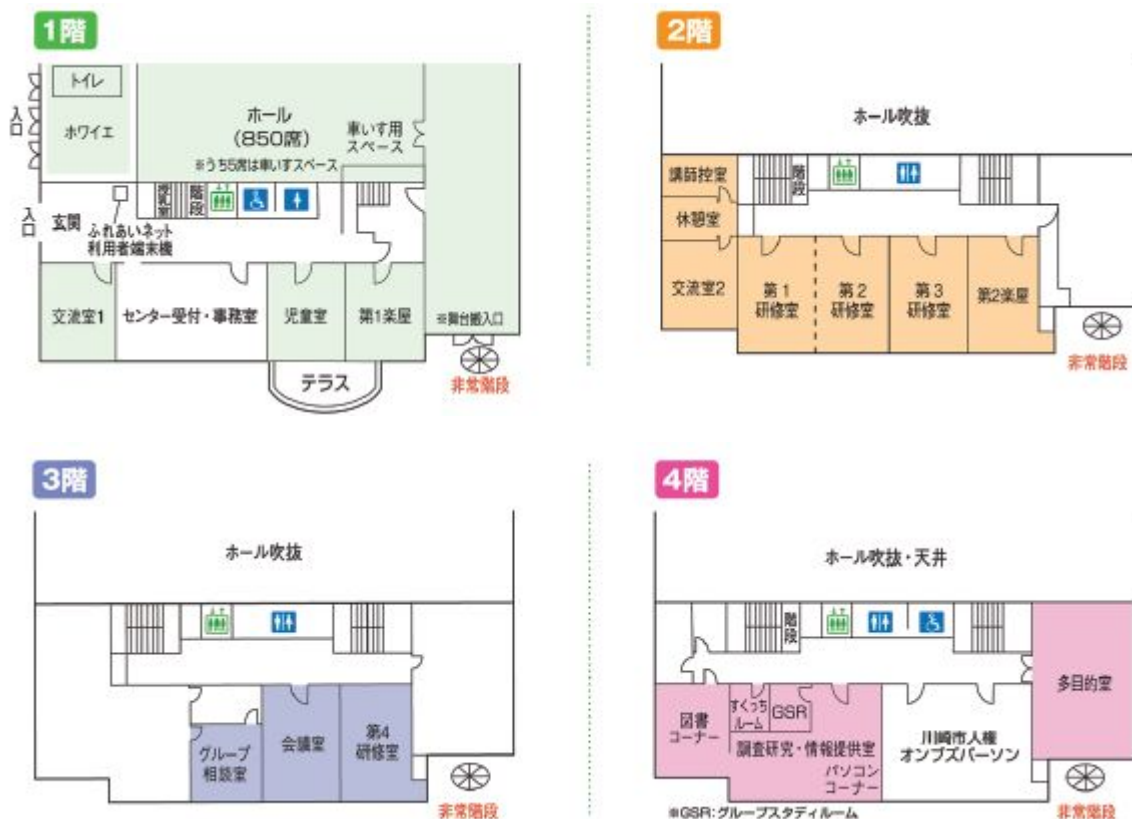 1階
トイレ
ホワイエ
入口
ホール
(850席)
※うち5席は車いすスペース
車いす用
スペース
入口
玄関
ふれあいネット
利用者端末機
授乳室
階段
交流室1
センター受付・事務室
児童室
第1楽屋
※舞台搬入口
テラス
非常階段
2階
ホール吹抜
講師控室
休憩室
交流室2
階段
第1
研修室
第2
研修室
第3
研修室
第2楽屋
非常階段
3階
ホール吹抜
グループ
相談室
会議室
第4
研修室
非常階段
4階
ホール吹抜・天井
階段
多目的室
図書
コーナー
すくっち
ルーム
GSR
調査研究・情報提供室
パソコン
コーナー
川崎市人権
オンブズパーソン
※GSR:グループスタディルーム
非常階段